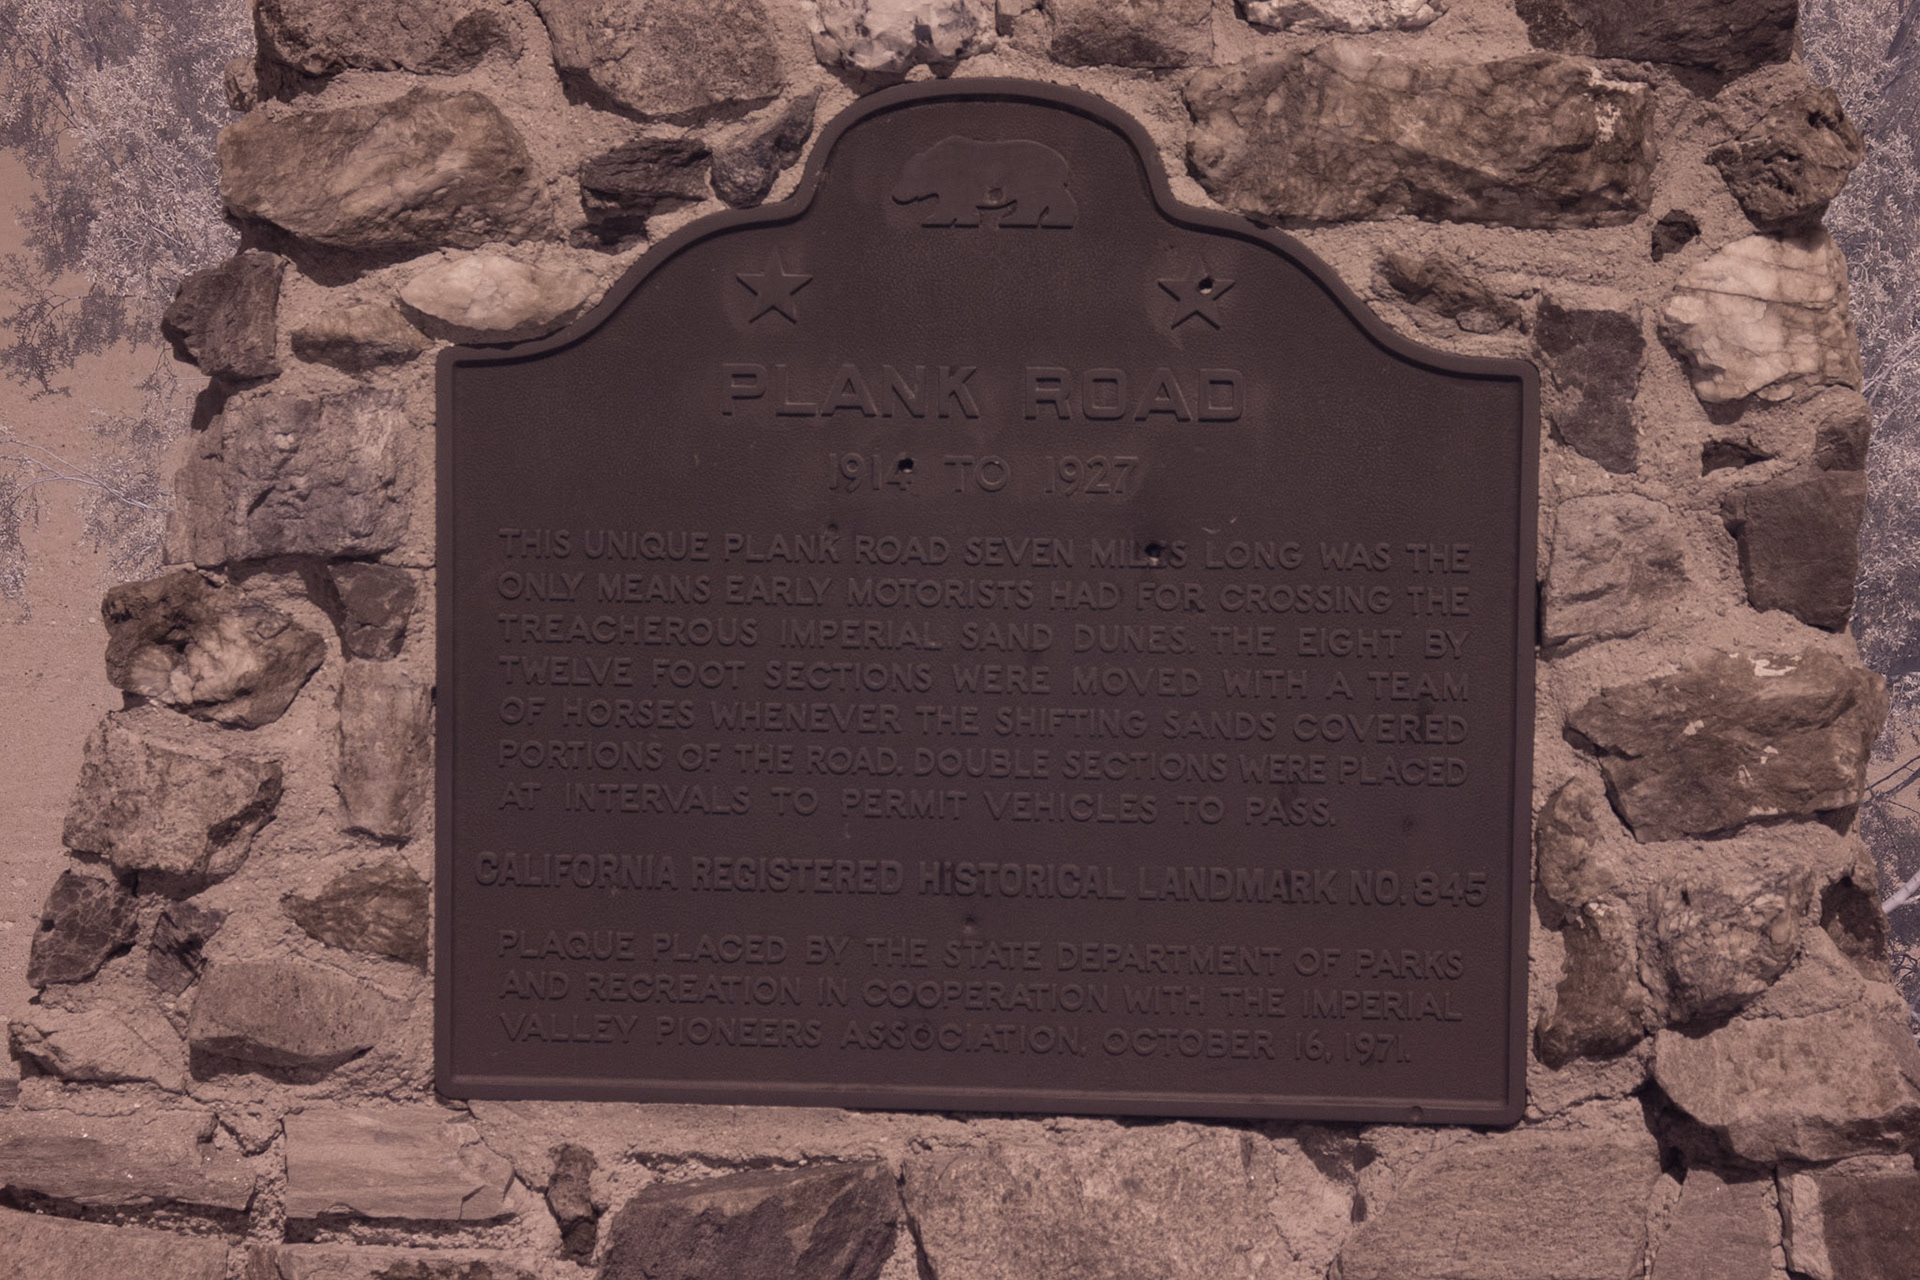 PLANK ROAD
1914 TO 1927
THIS UNIQUE PLANK ROAD SEVEN MILES LONG WAS THE
ONLY MEANS EARLY MOTORISTS HAD FOR CROSSING THE
TREACHEROUS IMPERIAL SAND DUNES. THE EIGHT BY
TWELVE FOOT SECTIONS WERE MOVED WITH A TEAM
OF HORSES WHENEVER THE SHIFTING SANDS COVERED
PORTIONS OF THE ROAD. DOUBLE SECTIONS WERE PLACED
AT INTERVALS TO PERMIT VEHICLES TO PASS.
CALIFORNIA REGISTERED HISTORICAL LANDMARK NO. 845
PLAQUE PLACED BY THE STATE DEPARTMENT OF PARKS
AND RECREATION IN COOPERATION WITH THE IMPERIAL
VALLEY PIONEERS ASSOCIATION, OCTOBER 16, 1971.